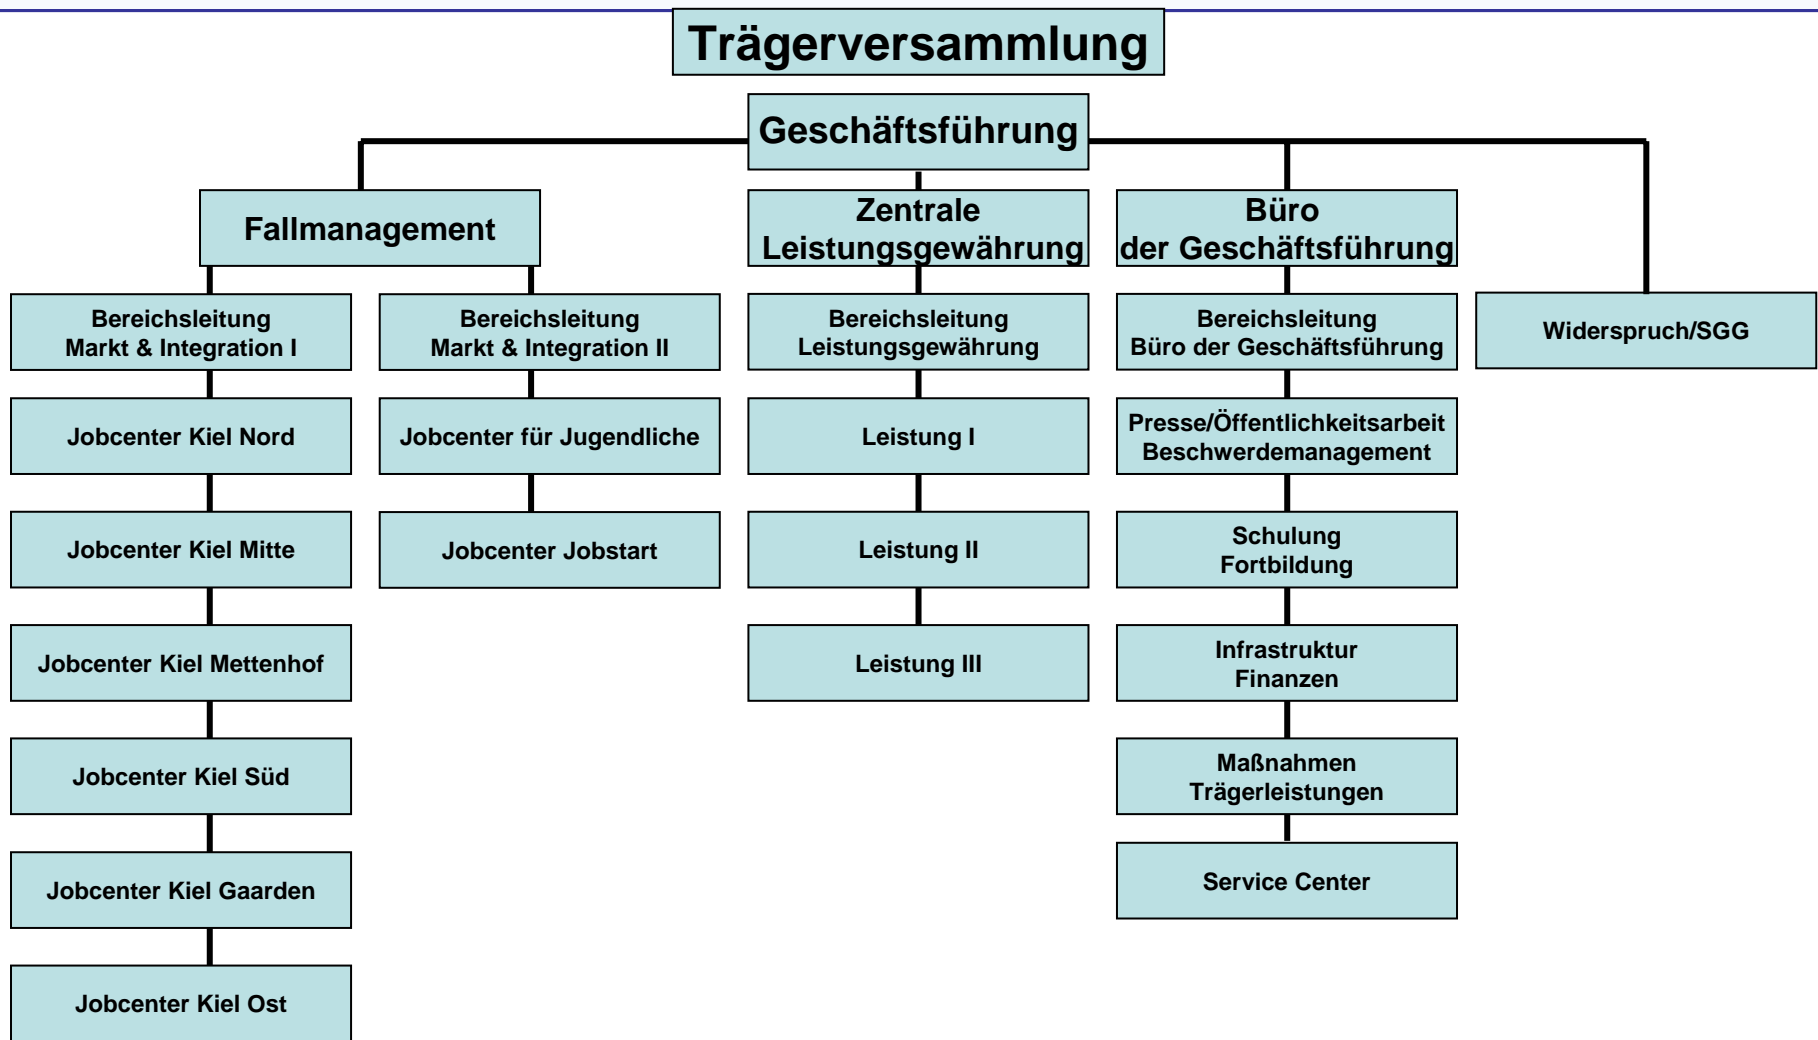 Trägerversammlung
Geschäftsführung
Fallmanagement
Zentrale
Leistungsgewährung
Büro
der Geschäftsführung
Bereichsleitung
Markt & Integration I
Bereichsleitung
Markt & Integration II
Bereichsleitung
Leistungsgewährung
Bereichsleitung
Büro der Geschäftsführung
Widerspruch/SGG
Jobcenter Kiel Nord
Jobcenter für Jugendliche
Leistung I
Presse/Öffentlichkeitsarbeit
Beschwerdemanagement
Jobcenter Kiel Mitte
Jobcenter Jobstart
Leistung II
Schulung
Fortbildung
Jobcenter Kiel Mettenhof
Leistung III
Infrastruktur
Finanzen
Jobcenter Kiel Süd
Maßnahmen
Trägerleistungen
Jobcenter Kiel Gaarden
Service Center
Jobcenter Kiel Ost